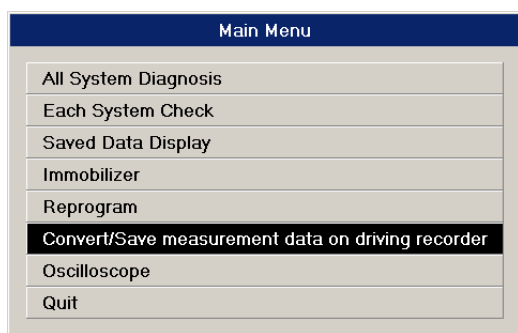 Main Menu
All System Diagnosis
Each System Check
Saved Data Display
Immobilizer
Reprogram
Convert/Save measurement data on driving recorder
Oscilloscope
Quit